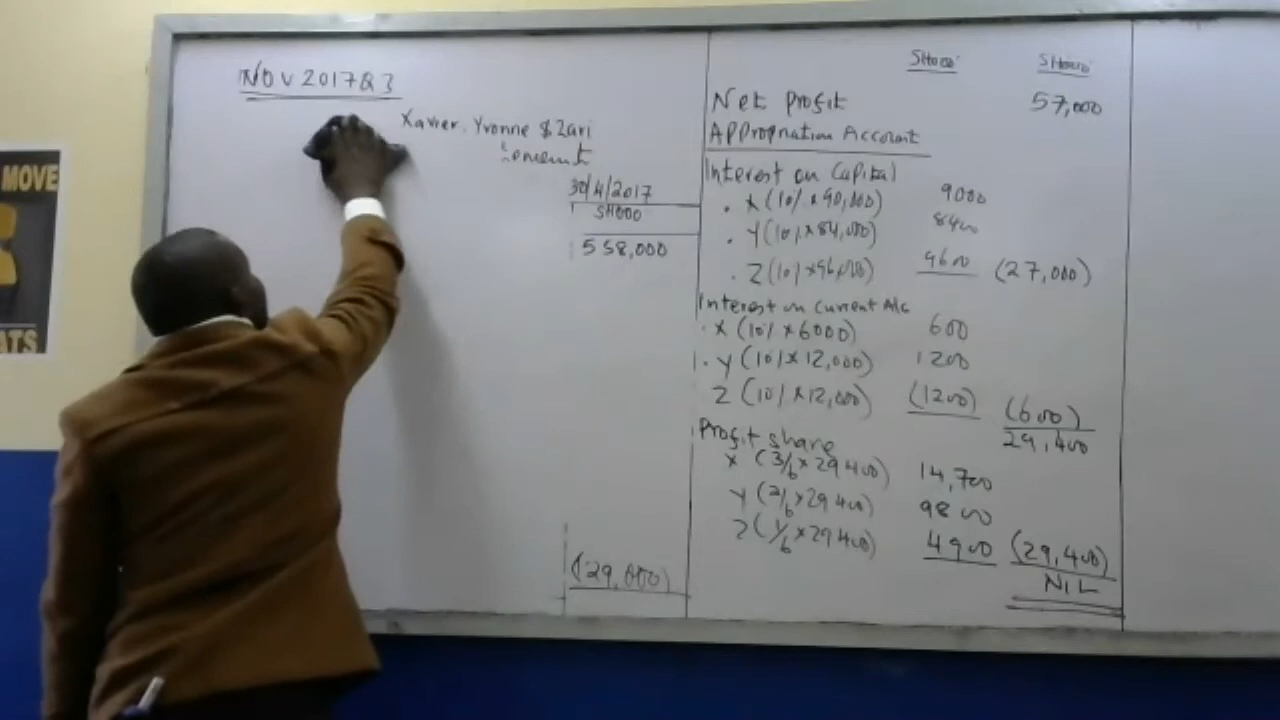 MOVE
ATS
NOV 2017 Q3
Xavier, Yvonne & Zari
30/4/2017
SH000
558,000
(129,000)
SH000' SH000'
Net Profit 57,000
Appropriation Account
Interest on Capital
. X (10% x 90,000) 9000
. Y (10% x 84,000) 8400
. Z (10% x 96,000) 9600 (27,000)
Interest on Current A/c
. X (10% x 6000) 600
. Y (10% x 12,000) 1200
Z (10% x 12,000) (1200) (600)
29,400
Profit share
X (3/6 x 29 400) 14,700
Y (2/6 x 29 400) 9800
Z (1/6 x 29 400) 4900 (29,400)
NIL